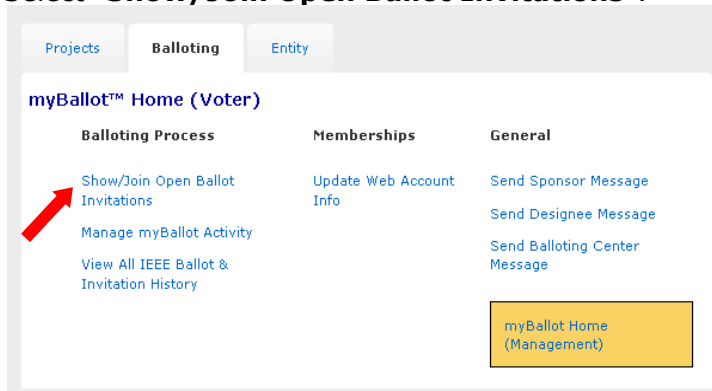 Select Show/Join Open Ballot Invitations .
Projects
Balloting
Entity
myBallot™ Home (Voter)
Balloting Process
Show/Join Open Ballot
Invitations
Manage myBallot Activity
View All IEEE Ballot &
Invitation History
Memberships
Update Web Account
Info
General
Send Sponsor Message
Send Designee Message
Send Balloting Center
Message
myBallot Home
(Management)